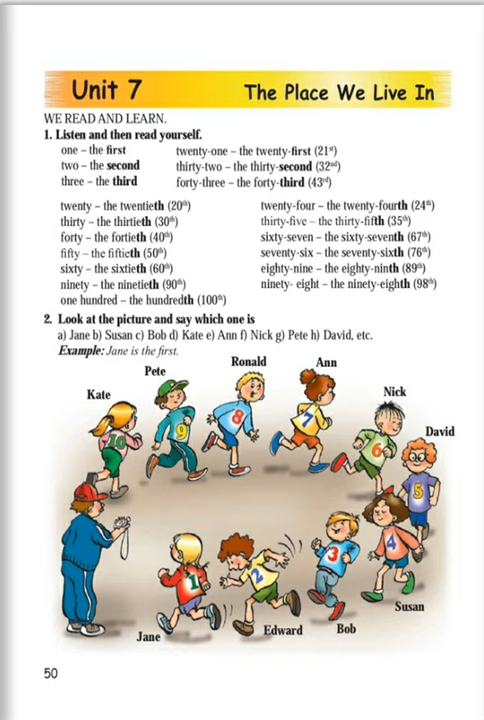 Unit 7 The Place We Live In
WE READ AND LEARN.
1. Listen and then read yourself.
one – the first twenty-one – the twenty-first (21st)
two – the second thirty-two – the thirty-second (32nd)
three – the third forty-three – the forty-third (43rd)
twenty – the twentieth (20th) twenty-four – the twenty-fourth (24th)
thirty – the thirtieth (30th) thirty-five – the thirty-fifth (35th)
forty – the fortieth (40th) sixty-seven – the sixty-seventh (67th)
fifty – the fiftieth (50th) seventy-six – the seventy-sixth (76th)
sixty – the sixtieth (60th) eighty-nine – the eighty-ninth (89th)
ninety – the ninetieth (90th) ninety- eight – the ninety-eighth (98th)
one hundred – the hundredth (100th)
2. Look at the picture and say which one is
a) Jane b) Susan c) Bob d) Kate e) Ann f) Nick g) Pete h) David, etc.
Example: Jane is the first.
Ronald
Ann
Pete
Kate
Nick
David
10
9
8
7
6
5
1
2
3
4
Susan
Jane
Edward
Bob
50